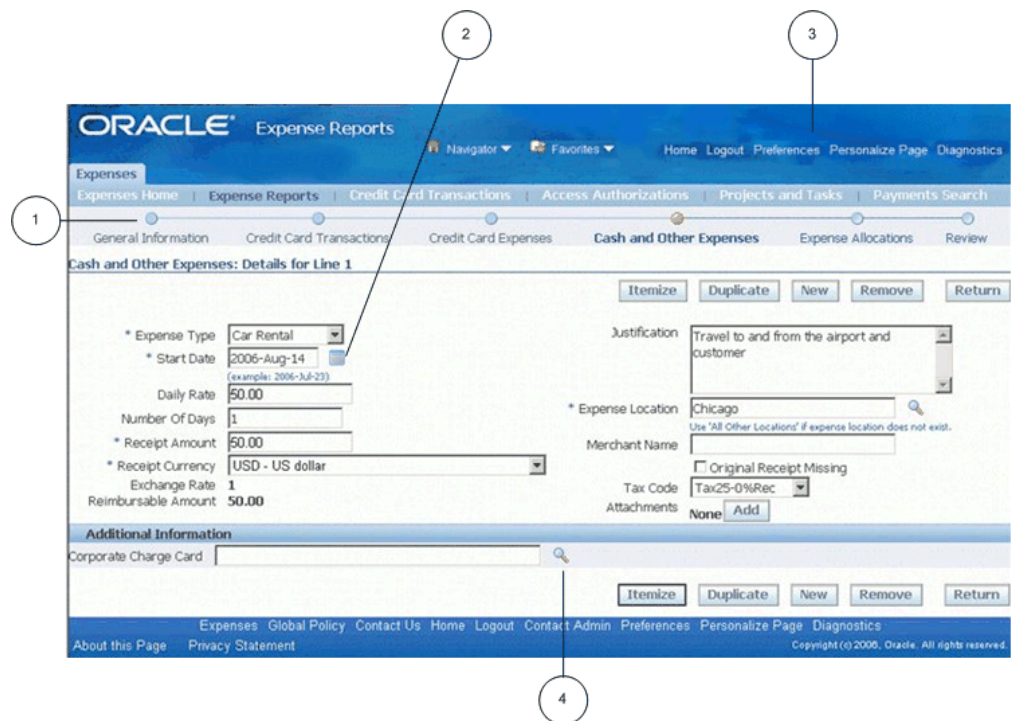 2
3
ORACLE® Expense Reports
Navigator Favorites Home Logout Preferences Personalize Page Diagnostics
Expenses
Expenses Home | Expense Reports | Credit Card Transactions | Access Authorizations | Projects and Tasks | Payments Search
1
General Information Credit Card Transactions Credit Card Expenses Cash and Other Expenses Expense Allocations Review
Cash and Other Expenses: Details for Line 1
Itemize Duplicate New Remove Return
* Expense Type Car Rental
* Start Date 2006-Aug-14
(example: 2006-Jul-23)
Daily Rate 50.00
Number Of Days 1
* Receipt Amount 50.00
* Receipt Currency USD - US dollar
Exchange Rate 1
Reimbursable Amount 50.00
Justification Travel to and from the airport and
customer
* Expense Location Chicago
Use 'All Other Locations' if expense location does not exist.
Merchant Name
Original Receipt Missing
Tax Code Tax25-0%Rec
Attachments None Add
Additional Information
Corporate Charge Card
Itemize Duplicate New Remove Return
Expenses Global Policy Contact Us Home Logout Contact Admin Preferences Personalize Page Diagnostics
About this Page Privacy Statement Copyright (c) 2006, Oracle. All rights reserved.
4